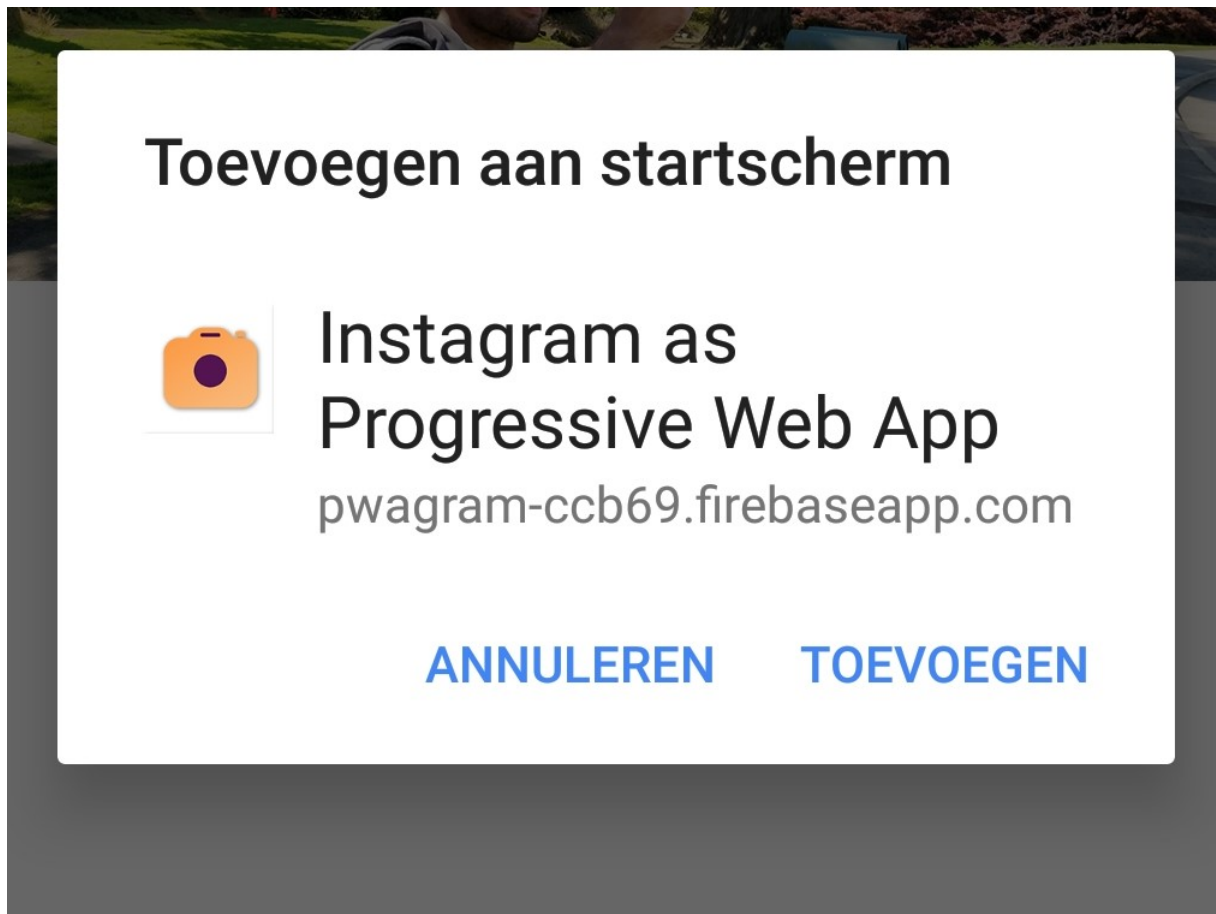 Toevoegen aan startscherm
Instagram as
Progressive Web App
pwagram-ccb69.firebaseapp.com
ANNULEREN TOEVOEGEN